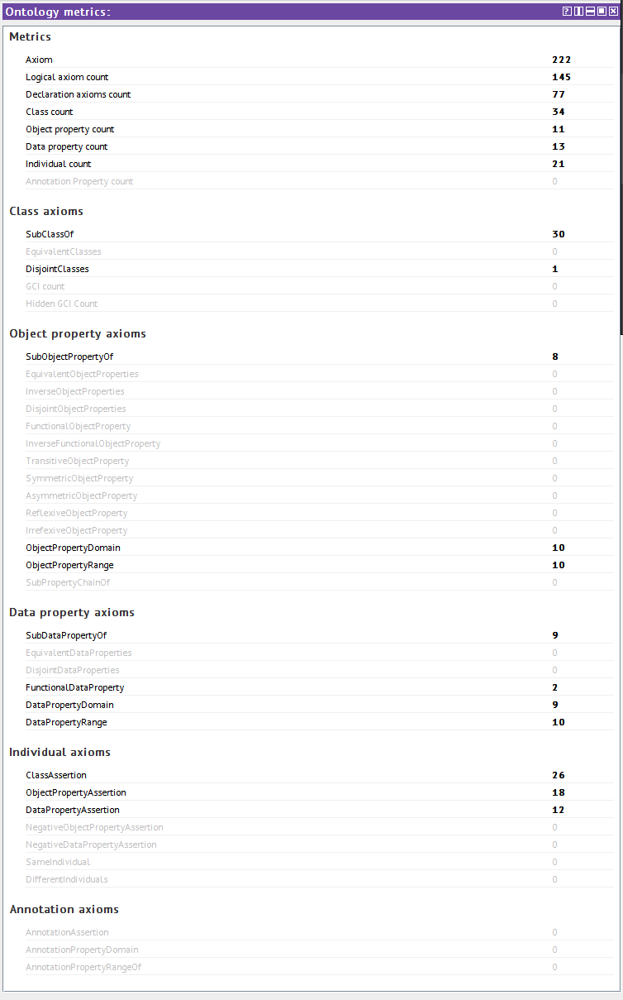 Ontology metrics:
Metrics
Axiom 222
Logical axiom count 145
Declaration axioms count 77
Class count 34
Object property count 11
Data property count 13
Individual count 21
Annotation Property count 0
Class axioms
SubClassOf 30
EquivalentClasses 0
DisjointClasses 1
GCI count 0
Hidden GCI Count 0
Object property axioms
SubObjectPropertyOf 8
EquivalentObjectProperties 0
InverseObjectProperties 0
DisjointObjectProperties 0
FunctionalObjectProperty 0
InverseFunctionalObjectProperty 0
TransitiveObjectProperty 0
SymmetricObjectProperty 0
AsymmetricObjectProperty 0
ReflexiveObjectProperty 0
IrrefexiveObjectProperty 0
ObjectPropertyDomain 10
ObjectPropertyRange 10
SubPropertyChainOf 0
Data property axioms
SubDataPropertyOf 9
EquivalentDataProperties 0
DisjointDataProperties 0
FunctionalDataProperty 2
DataPropertyDomain 9
DataPropertyRange 10
Individual axioms
ClassAssertion 26
ObjectPropertyAssertion 18
DataPropertyAssertion 12
NegativeObjectPropertyAssertion 0
NegativeDataPropertyAssertion 0
SameIndividual 0
DifferentIndividuals 0
Annotation axioms
AnnotationAssertion 0
AnnotationPropertyDomain 0
AnnotationPropertyRangeOf 0